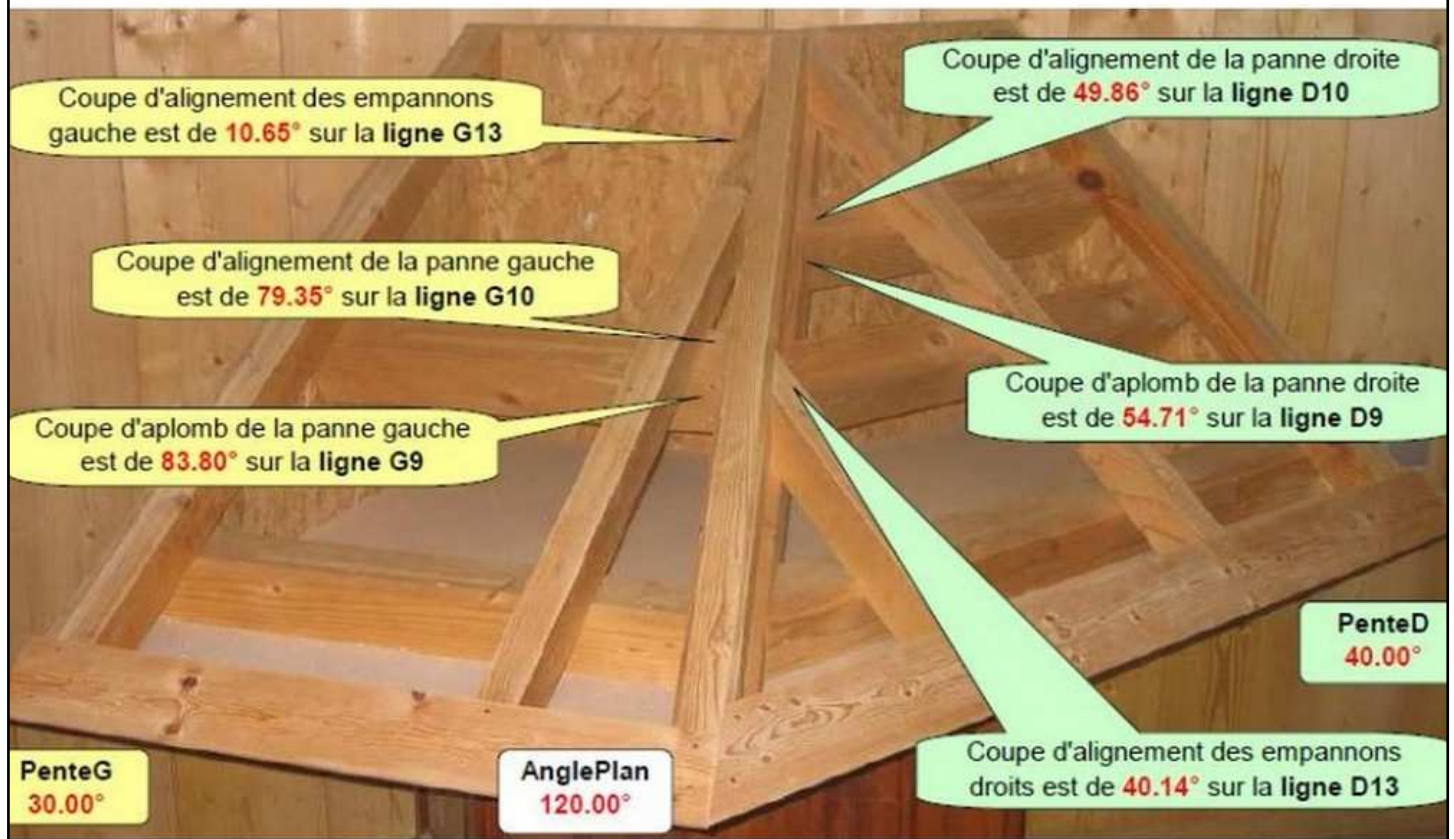 Coupe d'alignement de la panne droite
est de 49.86° sur la ligne D10
Coupe d'alignement des empannons
gauche est de 10.65° sur la ligne G13
Coupe d'alignement de la panne gauche
est de 79.35° sur la ligne G10
Coupe d'aplomb de la panne droite
est de 54.71° sur la ligne D9
Coupe d'aplomb de la panne gauche
est de 83.80° sur la ligne G9
PenteD
40.00°
Coupe d'alignement des empannons
droits est de 40.14° sur la ligne D13
PenteG
30.00°
AnglePlan
120.00°